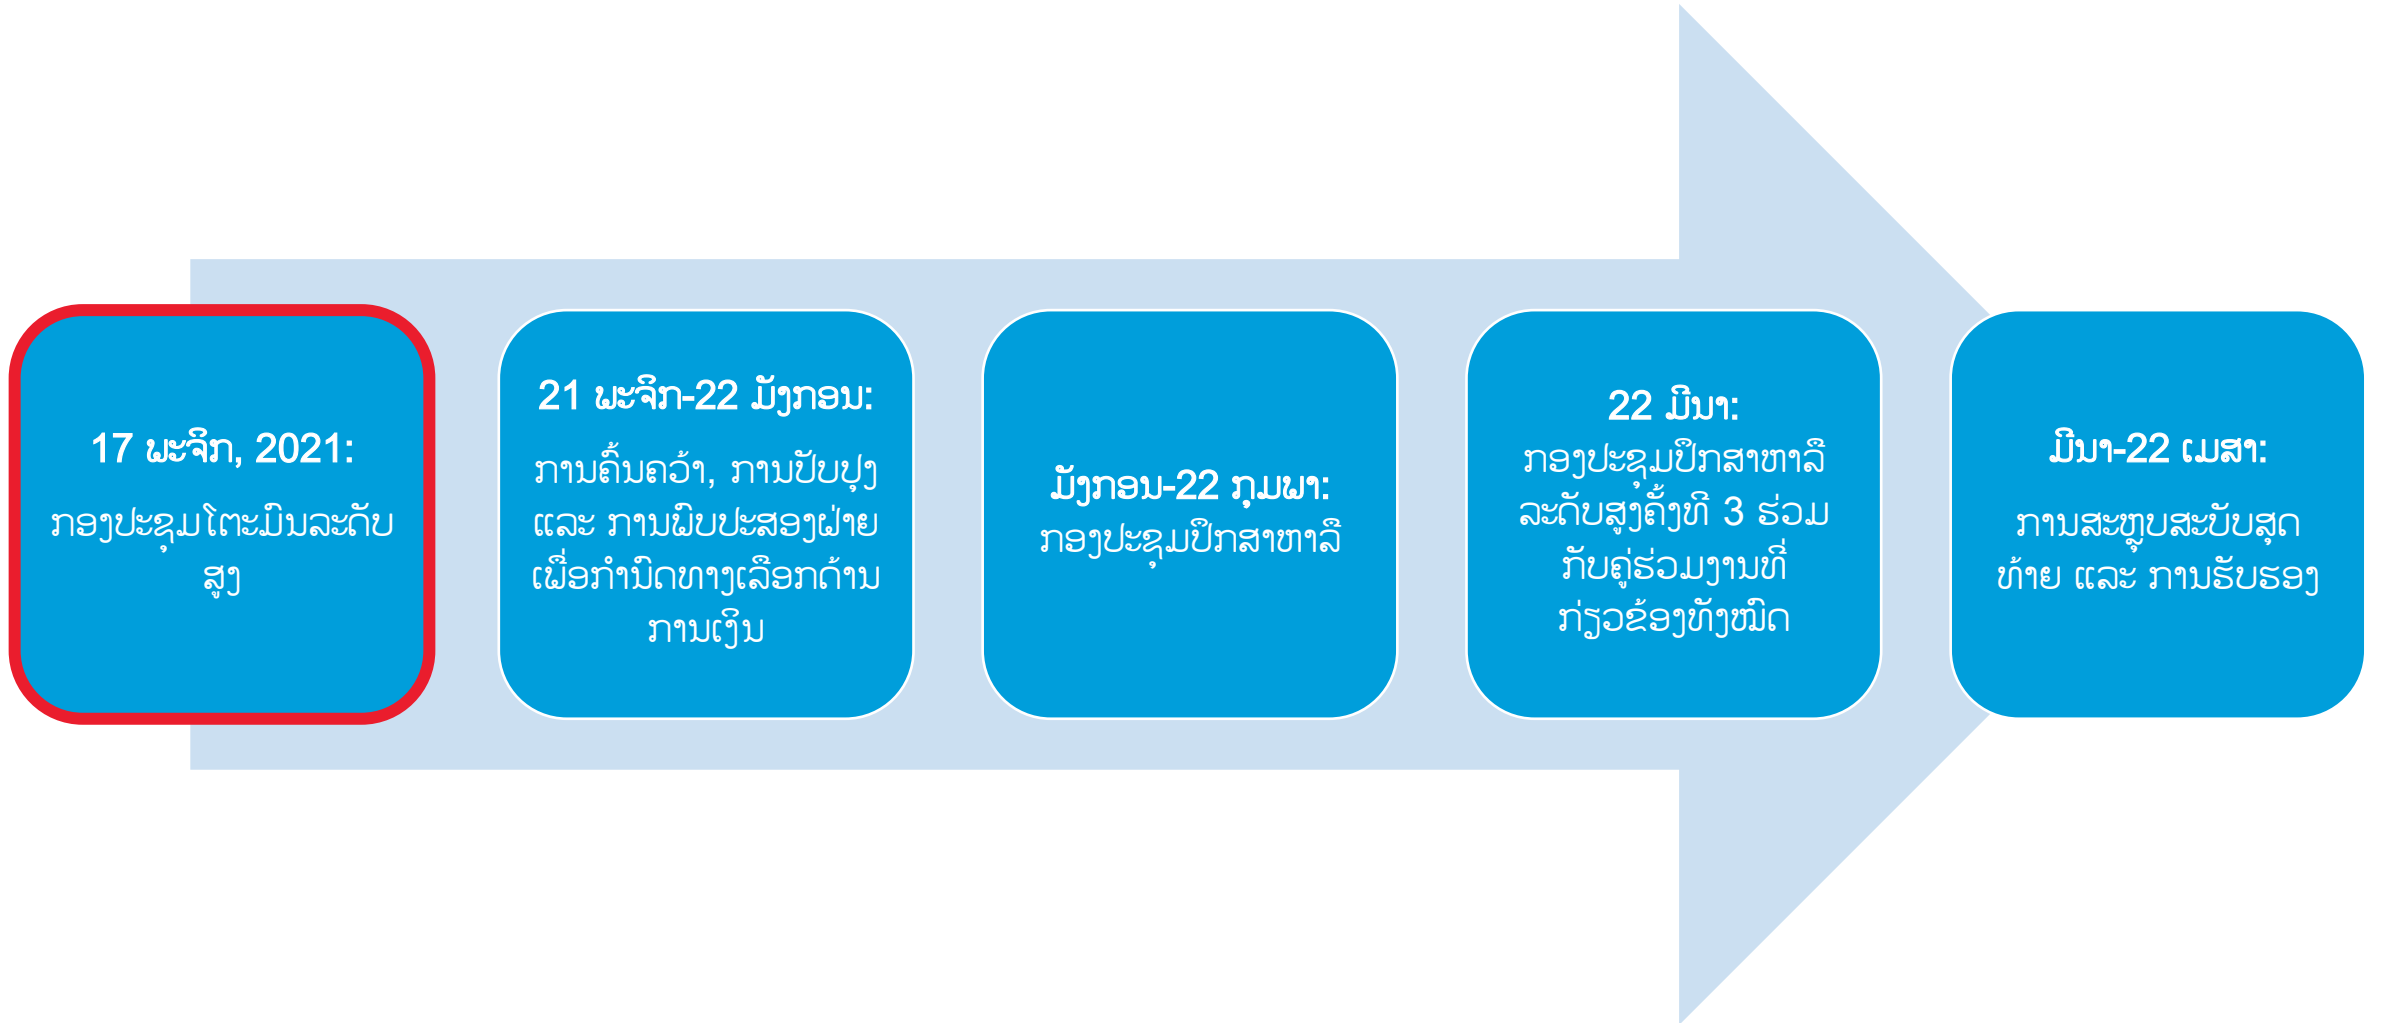 17 ພະຈິກ, 2021:
ກອງປະຊຸມໂຕະມົນລະດັບ
ສູງ
21 ພະຈິກ-22 ມັງກອນ:
ການຄົ້ນຄວ້າ, ການປັບປຸງ
ແລະ ການພົບປະສອງຝ່າຍ
ເພື່ອກຳນົດທາງເລືອກດ້ານ
ການເງິນ
ມັງກອນ-22 ກຸມພາ:
ກອງປະຊຸມປຶກສາຫາລື
22 ມີນາ:
ກອງປະຊຸມປຶກສາຫາລື
ລະດັບສູງຄັ້ງທີ 3 ຮ່ວມ
ກັບຄູ່ຮ່ວມງານທີ່
ກ່ຽວຂ້ອງທັງໝົດ
ມີນາ-22 ເມສາ:
ການສະຫຼຸບສະບັບສຸດ
ທ້າຍ ແລະ ການຮັບຮອງ